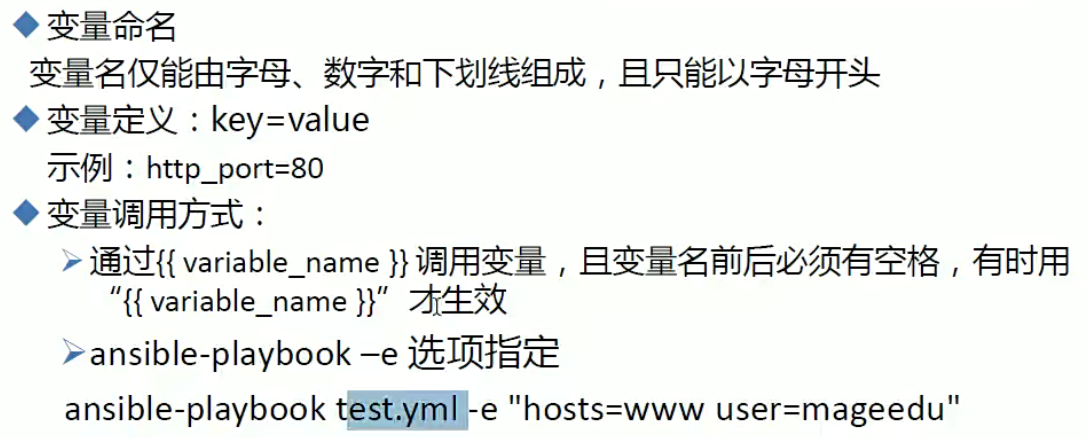 变量命名
变量名仅能由字母、数字和下划线组成，且只能以字母开头
变量定义：key=value
示例：http_port=80
变量调用方式：
通过{{ variable_name }} 调用变量，且变量名前后必须有空格，有时用
“{{ variable_name }}” 才生效
ansible-playbook –e 选项指定
ansible-playbook test.yml -e "hosts=www user=mageedu"